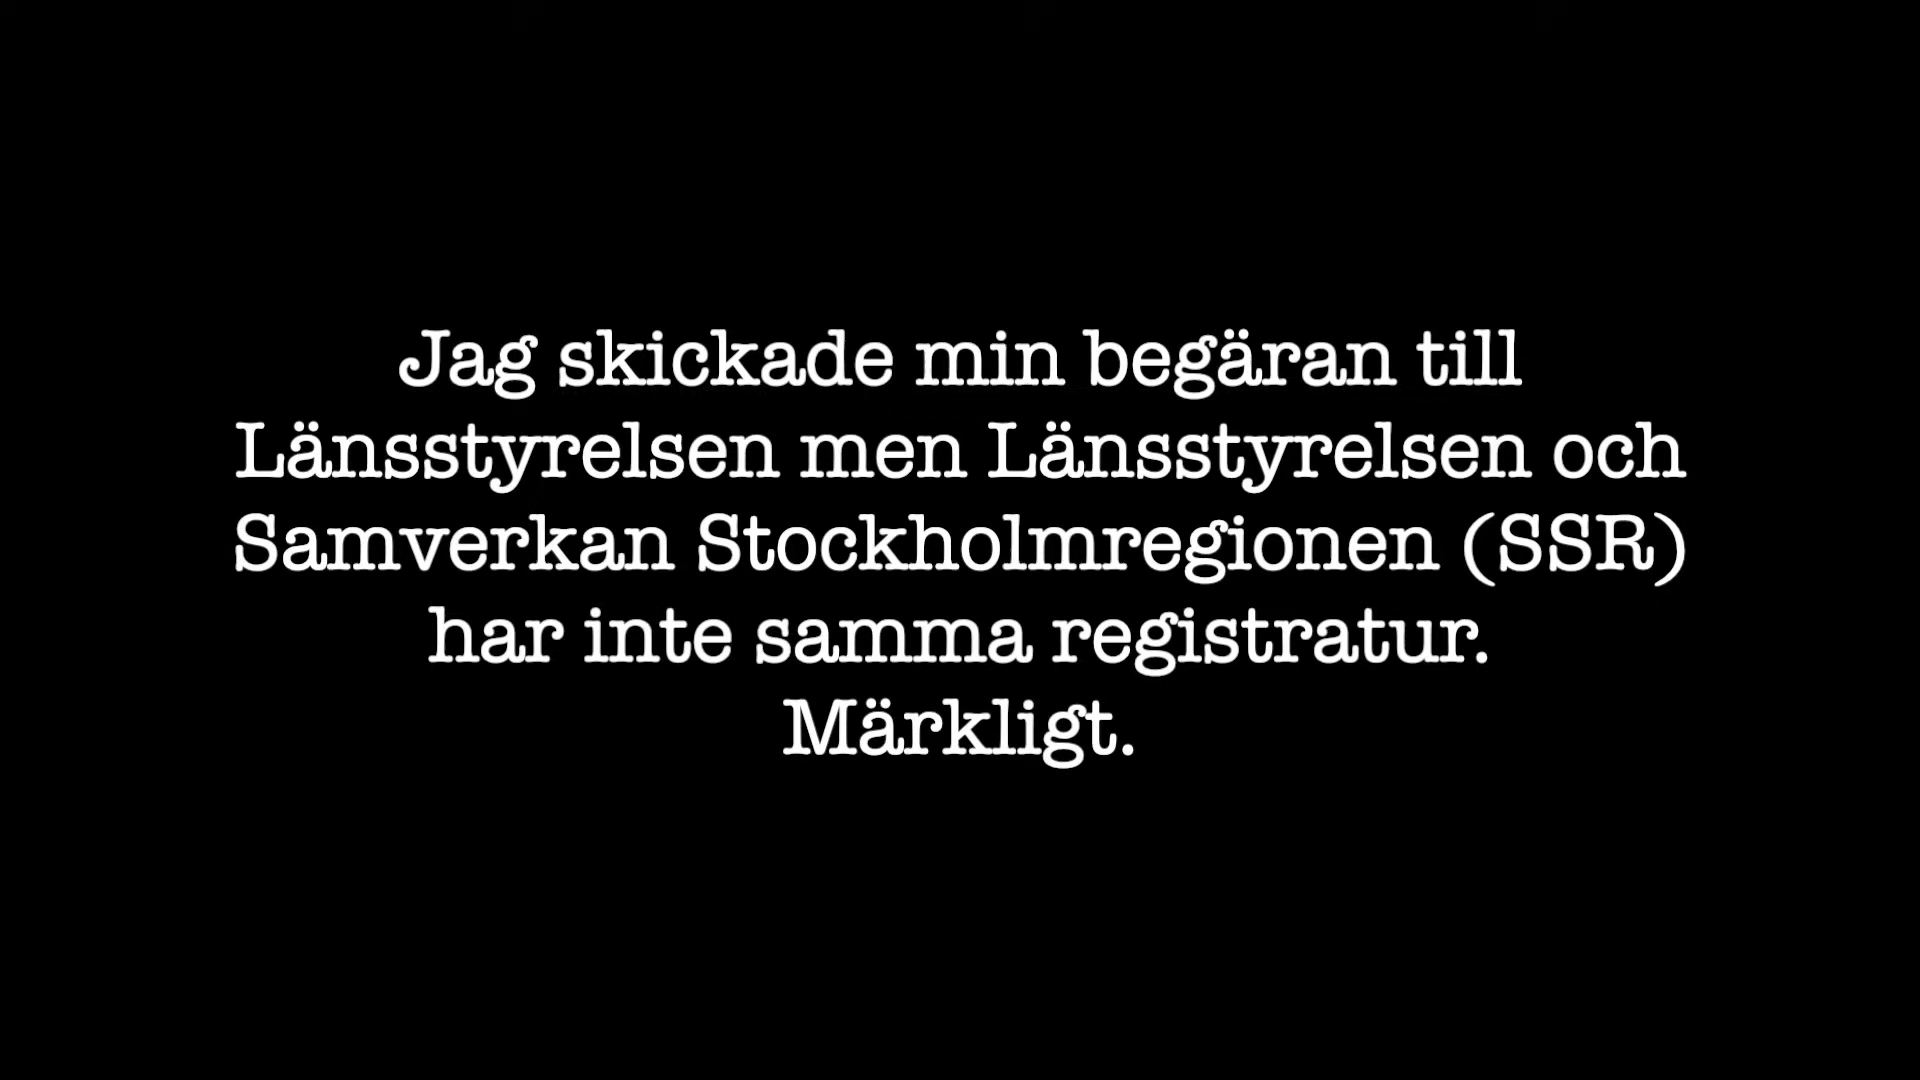 Jag skickade min begäran till
Länsstyrelsen men Länsstyrelsen och
Samverkan Stockholmregionen (SSR)
har inte samma registratur.
Märkligt.